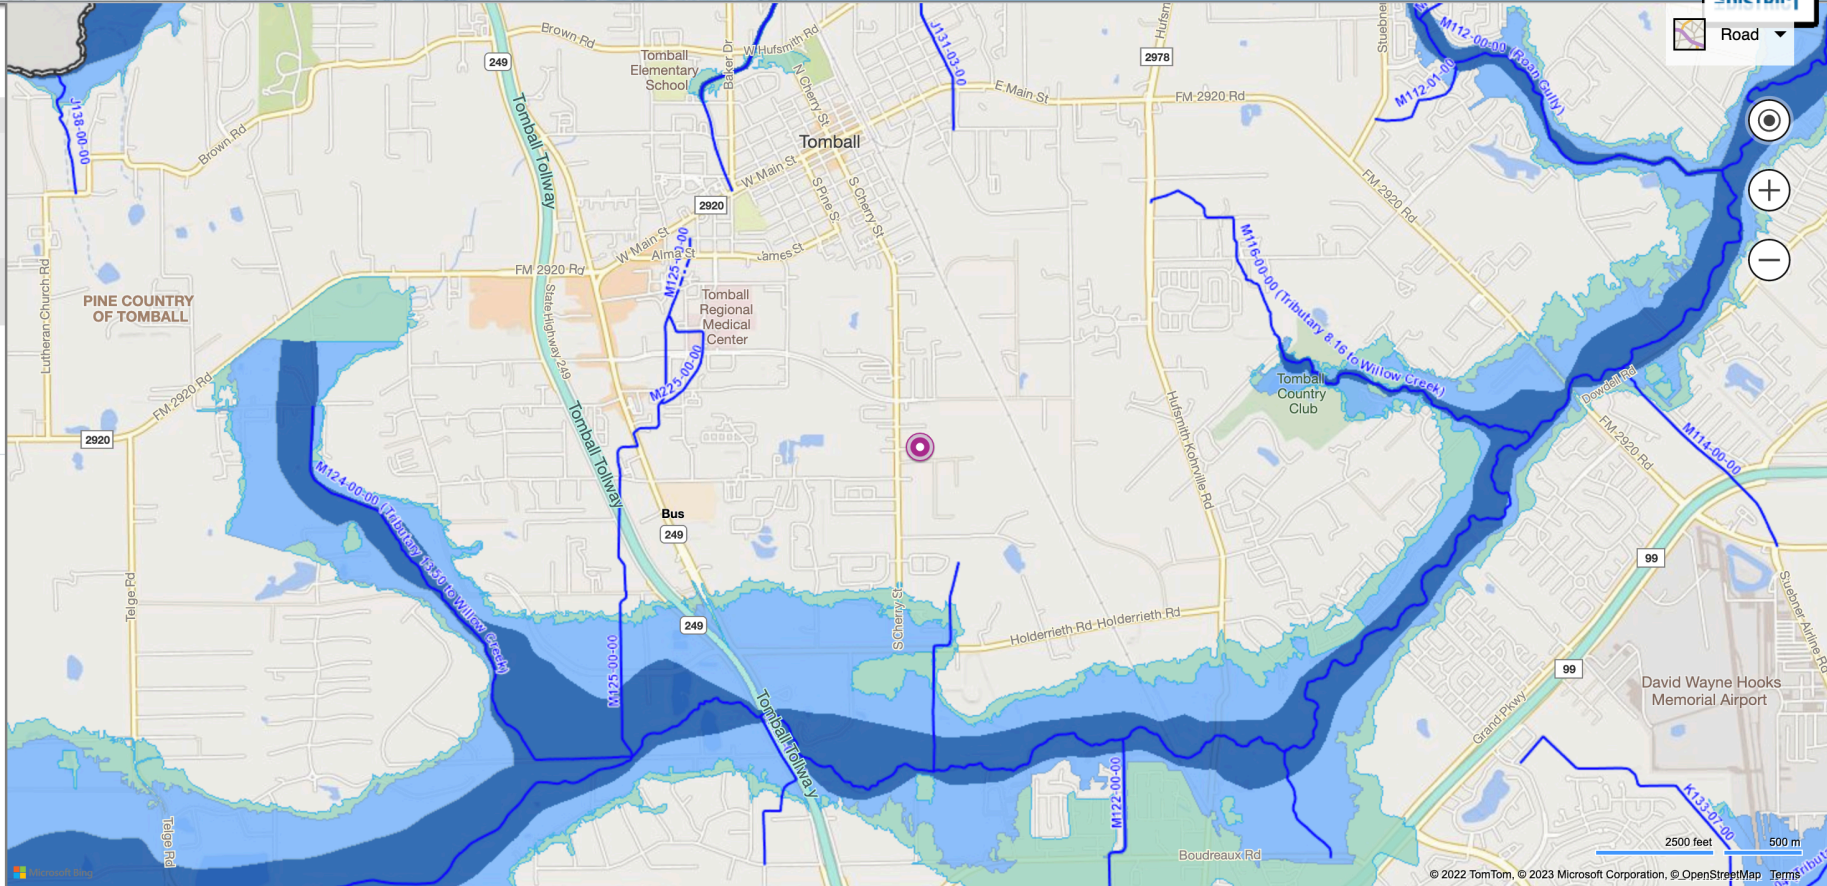 DISTRICT
Road
Brown Rd
249
Tomball
Elementary
School
Baker Dr
W Hufsmith Rd
N Cherry St
J131-03-00
E Main St
2978
FM 2920 Rd
M112-00-00 (Roan Gully)
M112-01-00
J138-00-00
Brown Rd
Tomball Tollway
Tomball
W Main St
S Pine S
S Cherry St
2920
FM 2920 Rd
M116-00-00 (Tributary 8.16 to Willow Creek)
W Main St
Alma St
James St
M125-00-00
Lutheran Church Rd
PINE COUNTRY
OF TOMBALL
FM 2920 Rd
State Highway 249
Tomball
Regional
Medical
Center
M225-00-00
FM 2920 Rd
2920
Tomball Tollway
Tomball
Country
Club
Dowdell Rd
FM 2920 Rd
M114-00-00
Hufsmith Kohrville Rd
M124-00-00 (Tributary 13.50 to Willow Creek)
Bus
249
99
Telge Rd
249
S Cherry St
Holderrieth Rd
Holderrieth Rd
M125-00-00
99
Grand Pkwy
David Wayne Hooks
Memorial Airport
Tomball Tollway
M122-00-00
K133-07-00
Telge Rd
Boudreaux Rd
2500 feet
500 m
Microsoft Bing
© 2022 TomTom, © 2023 Microsoft Corporation, © OpenStreetMap Terms